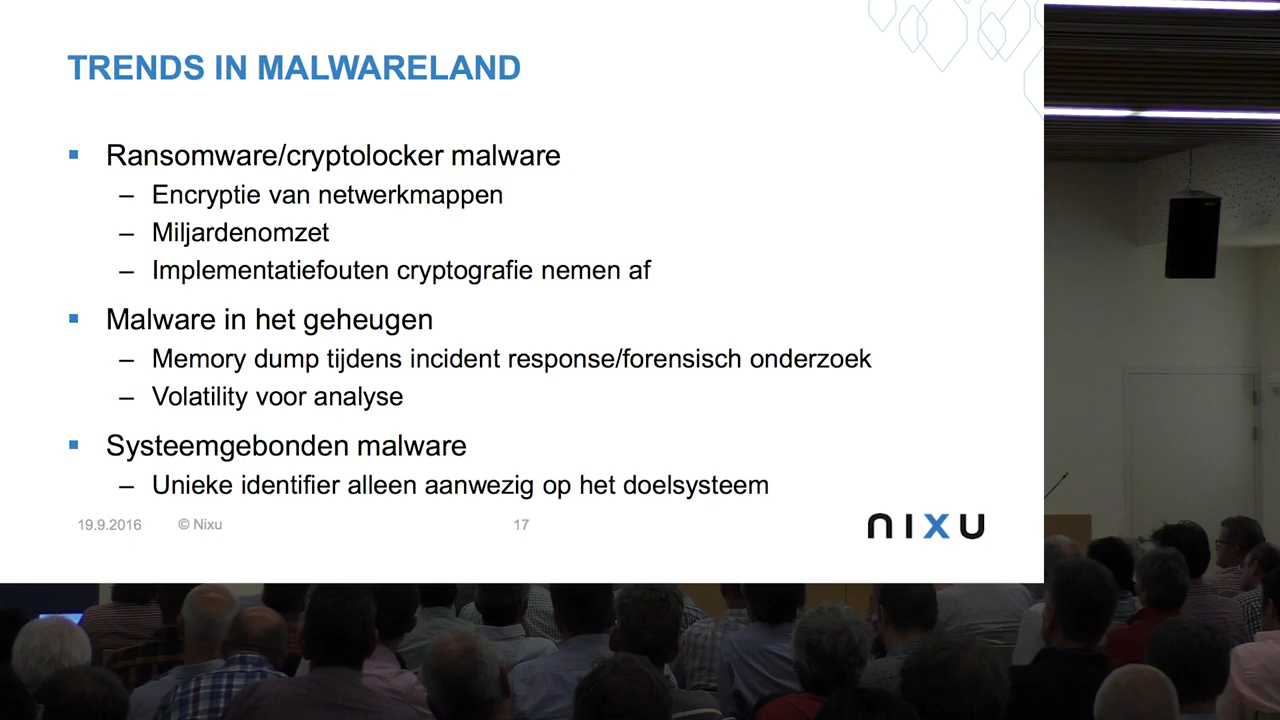 TRENDS IN MALWARELAND
▪ Ransomware/cryptolocker malware
– Encryptie van netwerkmappen
– Miljardenomzet
– Implementatiefouten cryptografie nemen af
▪ Malware in het geheugen
– Memory dump tijdens incident response/forensisch onderzoek
– Volatility voor analyse
▪ Systeemgebonden malware
– Unieke identifier alleen aanwezig op het doelsysteem
19.9.2016 © Nixu 17
NIXU